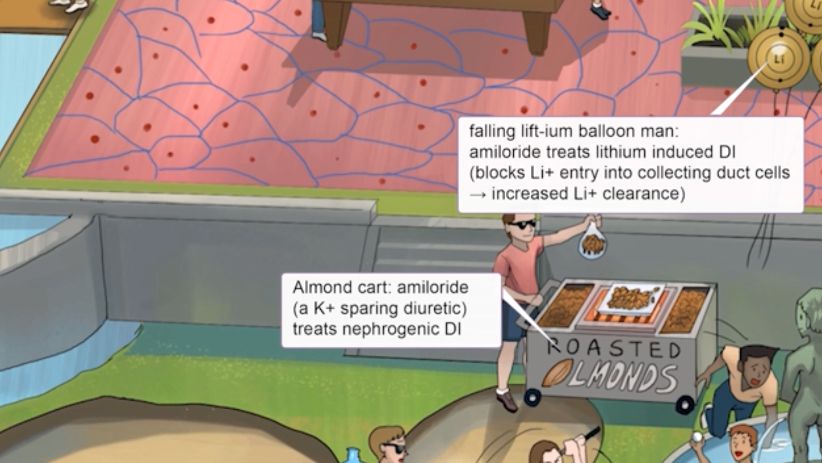 Li
Li
falling lift-ium balloon man:
amiloride treats lithium induced DI
(blocks Li+ entry into collecting duct cells
→ increased Li+ clearance)
Almond cart: amiloride
(a K+ sparing diuretic)
treats nephrogenic DI
ROASTED
ALMONDS